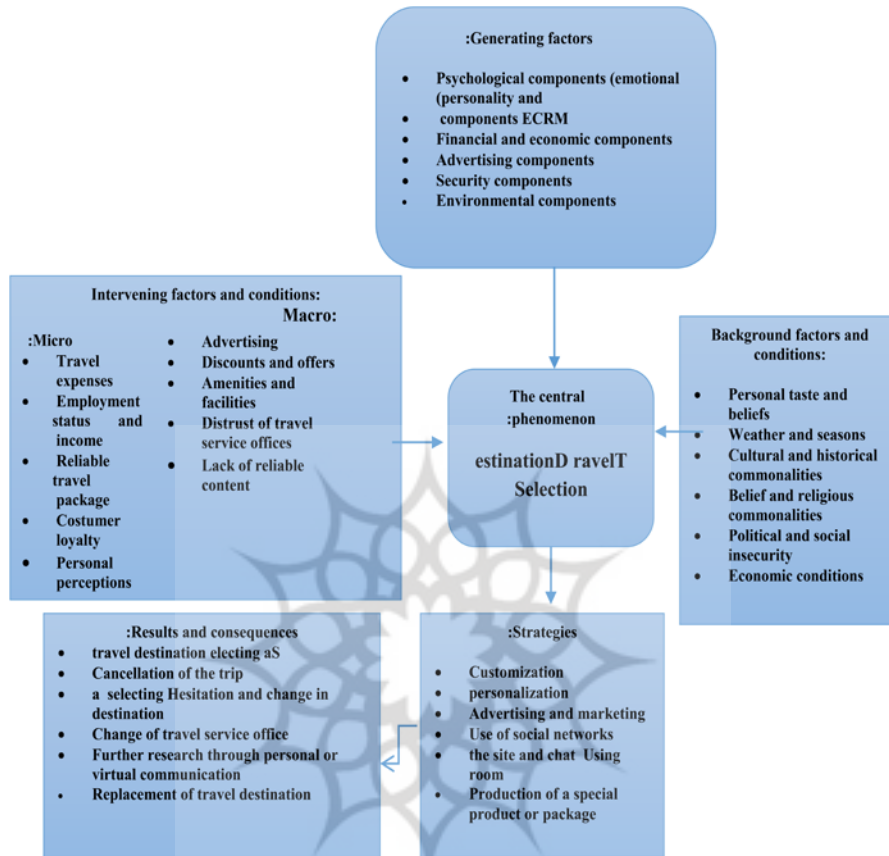 :Generating factors
• Psychological components (emotional
(personality and
• components ECRM
• Financial and economic components
• Advertising components
• Security components
• Environmental components
Intervening factors and conditions:
Macro:
• Advertising
• Discounts and offers
• Amenities and
facilities
• Distrust of travel
service offices
• Lack of reliable
content
:Micro
• Travel
expenses
• Employment
status and
income
• Reliable
travel
package
• Costumer
loyalty
• Personal
perceptions
The central
:phenomenon
estinationD ravelT
Selection
Background factors and
conditions:
• Personal taste and
beliefs
• Weather and seasons
• Cultural and historical
commonalities
• Belief and religious
commonalities
• Political and social
insecurity
• Economic conditions
:Results and consequences
• travel destination electing aS
• Cancellation of the trip
• a selecting Hesitation and change in
destination
• Change of travel service office
• Further research through personal or
virtual communication
• Replacement of travel destination
:Strategies
• Customization
• personalization
• Advertising and marketing
• Use of social networks
• the site and chat Using
room
• Production of a special
product or package